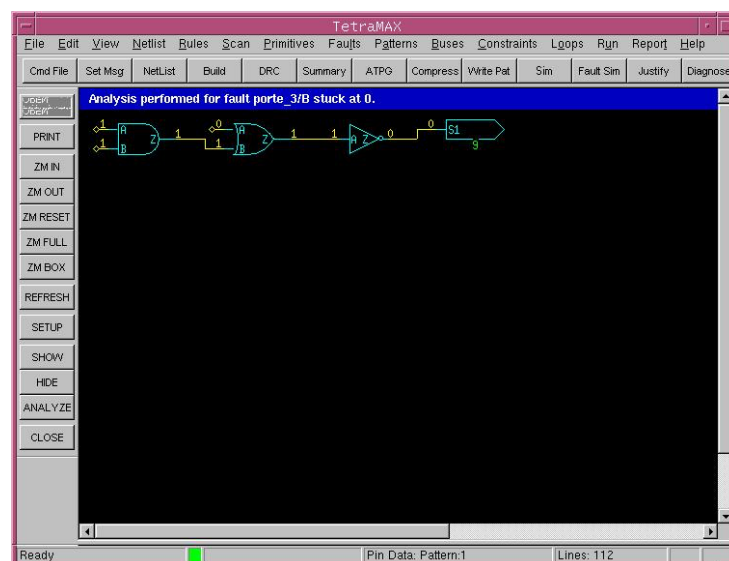 TetraMAX
File Edit View Netlist Rules Scan Primitives Faults Patterns Buses Constraints Loops Run Report Help
Cmd File Set Msg NetList Build DRC Summary ATPG Compress Write Pat Sim Fault Sim Justify Diagnose
Analysis performed for fault porte_3/B stuck at 0.
PRINT
ZM IN
ZM OUT
ZM RESET
ZM FULL
ZM BOX
REFRESH
SETUP
SHOW
HIDE
ANALYZE
CLOSE
1 A 1 0 A 1 1 A Z 0 0 S1
1 B Z 1 B Z 9
Ready Pin Data: Pattern:1 Lines: 112